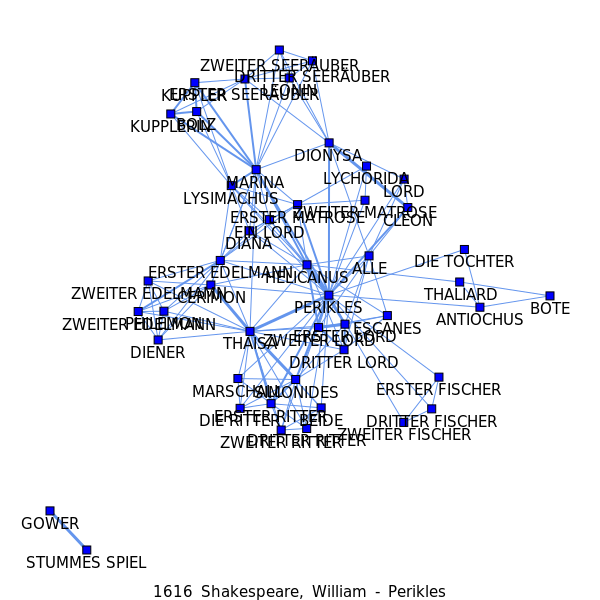 ZWEITER SEERÄUBER
DRITTER SEERÄUBER
KUPPLER
ERSTER SEERÄUBER
LEONIN
KUPPLERIN
BOLZ
DIONYSA
LYCHORIDA
MARINA
LORD
LYSIMACHUS
ERSTER MATROSE
ZWEITER MATROSE
CLEON
EIN LORD
DIANA
DIE TOCHTER
ALLE
ERSTER EDELMANN
HELICANUS
ZWEITER EDELMANN
CERIMON
THALIARD
PERIKLES
BOTE
ANTIOCHUS
ZWEITER EDELMANN
PHILEMON
ESCANES
THAISA
ZWEITER LORD
ERSTER LORD
DIENER
DRITTER LORD
MARSCHALL
SIMONIDES
ERSTER FISCHER
ERSTER RITTER
DIE RITTER
BEIDE
DRITTER FISCHER
ZWEITER FISCHER
ZWEITER RITTER
DRITTER RITTER
GOWER
STUMMES SPIEL
1616 Shakespeare, William - Perikles